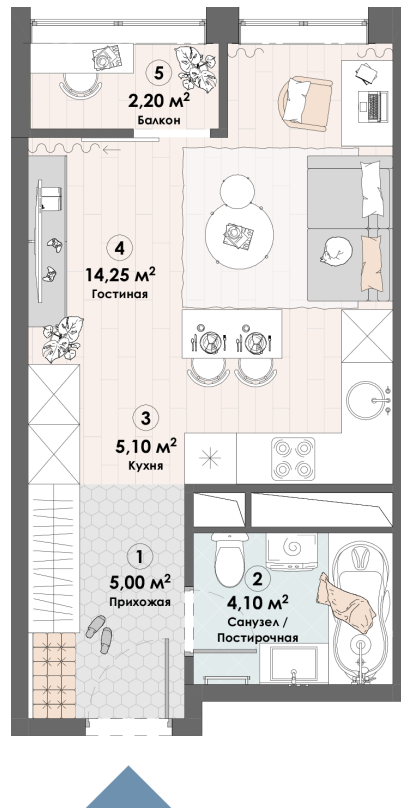 5
2,20 м²
Балкон
4
14,25 м²
Гостиная
3
5,10 м²
Кухня
1
5,00 м²
Прихожая
2
4,10 м²
Санузел /
Постирочная